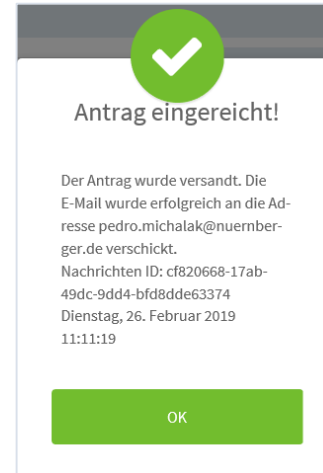 Antrag eingereicht!
Der Antrag wurde versandt. Die
E-Mail wurde erfolgreich an die Ad-
resse pedro.michalak@nuernber-
ger.de verschickt.
Nachrichten ID: cf820668-17ab-
49dc-9dd4-bfd8dde63374
Dienstag, 26. Februar 2019
11:11:19
OK